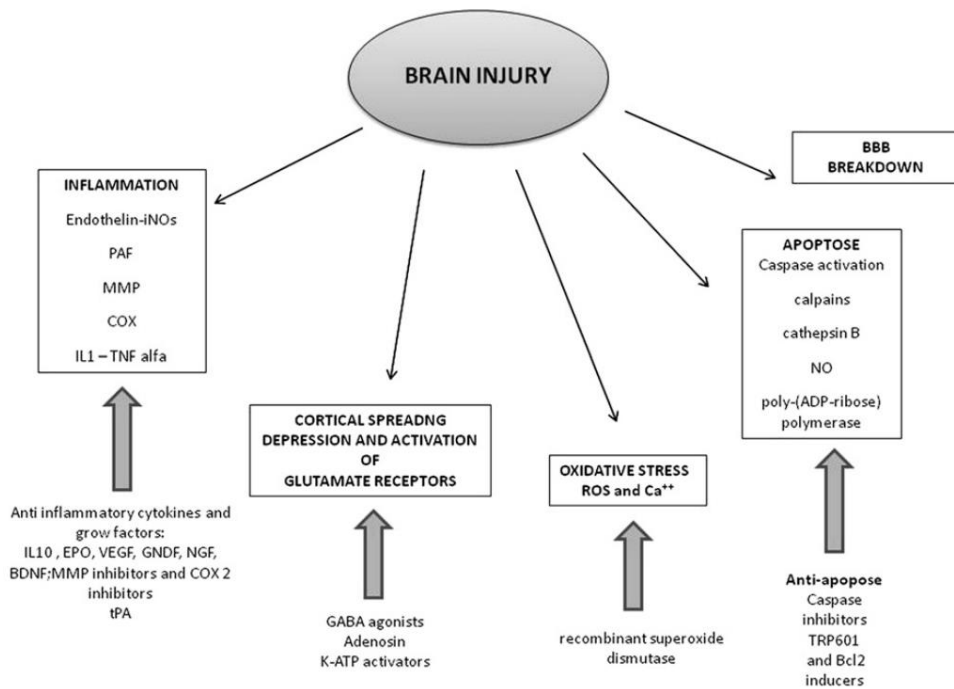 BRAIN INJURY
INFLAMMATION
Endothelin-iNOs
PAF
MMP
COX
IL1 – TNF alfa
Anti inflammatory cytokines and
grow factors:
IL10 , EPO, VEGF, GNDF, NGF,
BDNF;MMP inhibitors and COX 2
inhibitors
tPA
CORTICAL SPREADNG
DEPRESSION AND ACTIVATION
OF
GLUTAMATE RECEPTORS
GABA agonists
Adenosin
K-ATP activators
OXIDATIVE STRESS
ROS and Ca⁺⁺
recombinant superoxide
dismutase
BBB
BREAKDOWN
APOPTOSE
Caspase activation
calpains
cathepsin B
NO
poly-(ADP-ribose)
polymerase
Anti-apopose
Caspase
inhibitors
TRP601
and Bcl2
inducers